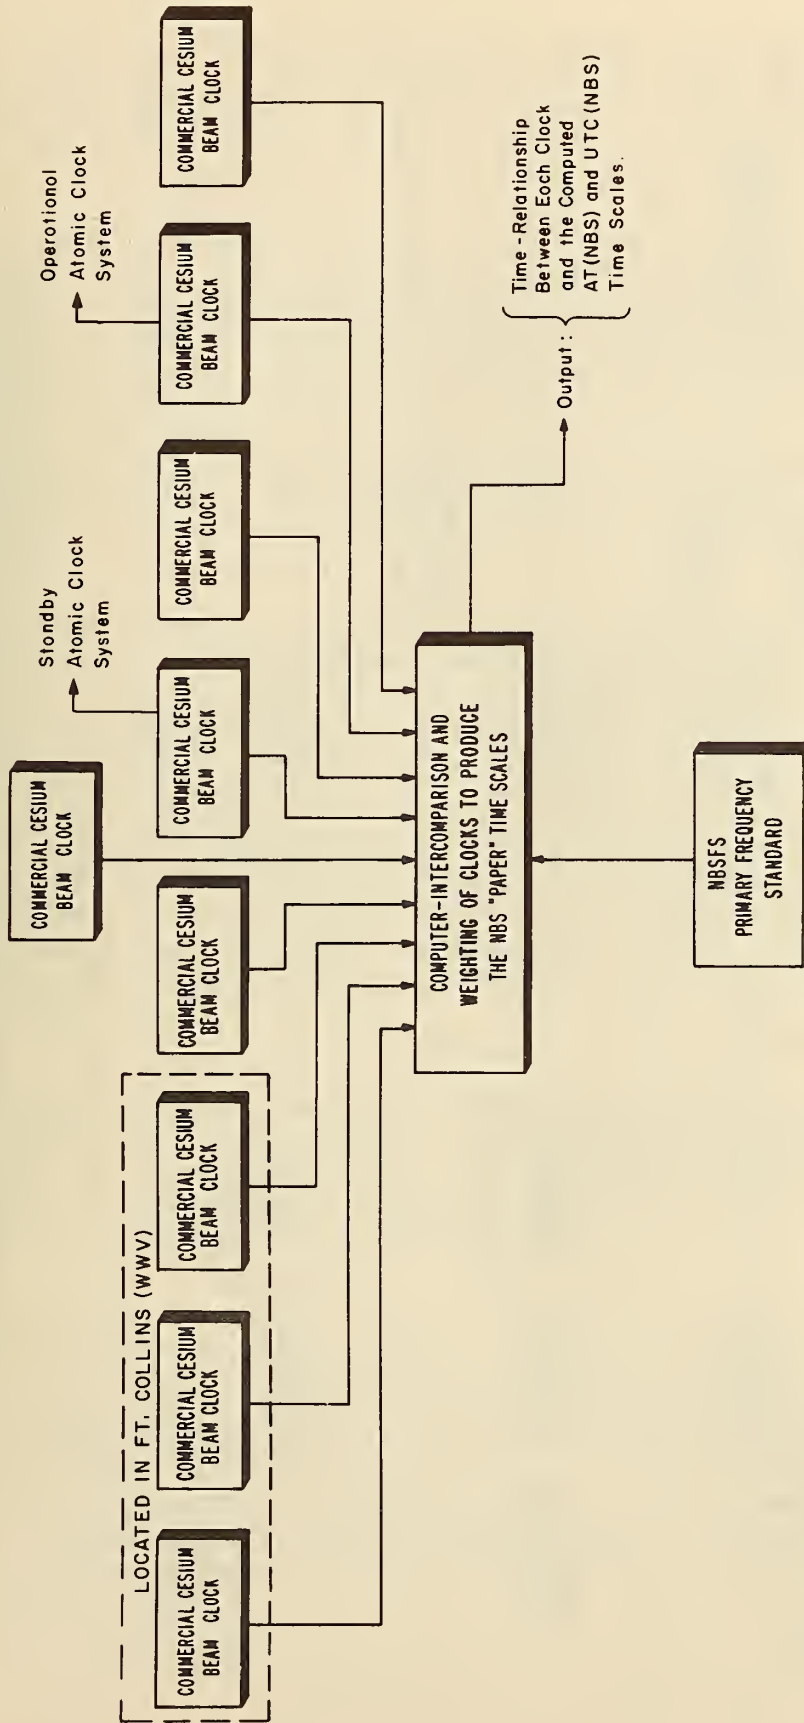 COMMERCIAL CESIUM
BEAM CLOCK
Standby
Atomic Clock
System
Operational
Atomic Clock
System
LOCATED IN FT. COLLINS (WWV)
COMMERCIAL CESIUM
BEAM CLOCK
COMMERCIAL CESIUM
BEAM CLOCK
COMMERCIAL CESIUM
BEAM CLOCK
COMMERCIAL CESIUM
BEAM CLOCK
COMMERCIAL CESIUM
BEAM CLOCK
COMMERCIAL CESIUM
BEAM CLOCK
COMMERCIAL CESIUM
BEAM CLOCK
COMMERCIAL CESIUM
BEAM CLOCK
COMPUTER-INTERCOMPARISON AND
WEIGHTING OF CLOCKS TO PRODUCE
THE NBS "PAPER" TIME SCALES
Output:
Time-Relationship
Between Each Clock
and the Computed
AT(NBS) and UTC(NBS)
Time Scales.
NBSFS
PRIMARY FREQUENCY
STANDARD